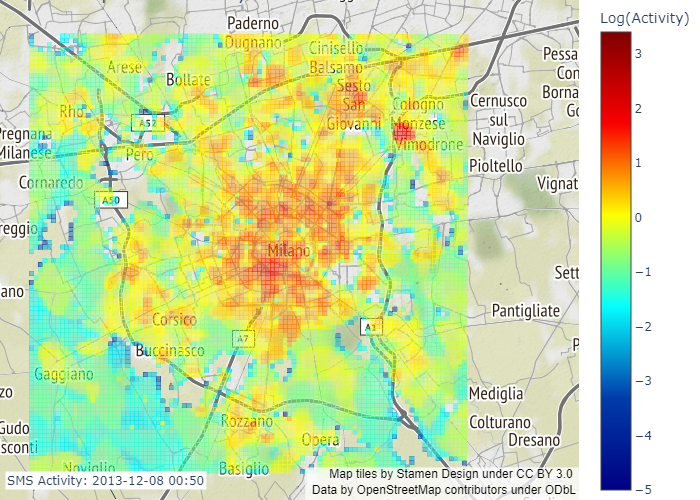 Log(Activity)
Paderno
Dugnano
Cinisello
Balsamo
Arese
Bollate
Sesto
San
Giovanni
Cologno
Monzese
Vimodrone
Cernusco
sul
Naviglio
Pessa
Con
Borna
Go
Rho
A52
Pregnana
Milanese
Pero
Pioltello
Cornaredo
A50
Vignat
reggio
Milano
Sett
ano
Pantigliate
Corsico
A1
A7
Buccinasco
P
Gaggiano
zo
Mediglia
Rozzano
Colturano
Gudo
Opera
Dresano
sconti
Noviglio
Basiglio
SMS Activity: 2013-12-08 00:50
Map tiles by Stamen Design under CC BY 3.0
Data by OpenStreetMap contributors under ODbL
3
2
1
0
−1
−2
−3
−4
−5